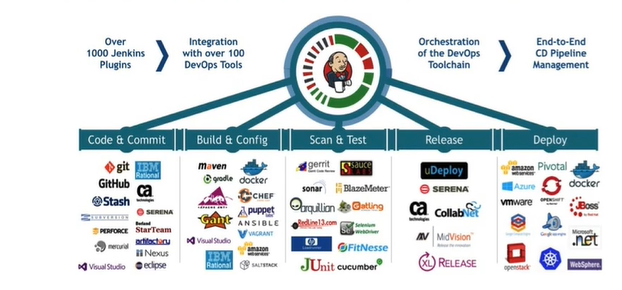 Over
1000 Jenkins
Plugins
Integration
with over 100
DevOps Tools
Orchestration
of the DevOps
Toolchain
End-to-End
CD Pipeline
Management
Code & Commit
Build & Config
Scan & Test
Release
Deploy
git
IBM
Rational
GitHub
ca
technologies
Stash
SERENA
SUBVERSION
Borland
StarTeam
PERFORCE
artifactory
mercurial
Nexus
Visual Studio
eclipse
maven
docker
gradle
CHEF
ANT
puppet
labs
Gant
ANSIBLE
VAGRANT
Visual Studio
amazon
webservices
IBM
Rational
SALTSTACK
gerrit
SAUCE
LABS
sonar
BlazeMeter
arquillian
Gatling
RedLine13.com
Selenium
WebDriver
FitNesse
JUnit
cucumber
uDeploy
SERENA
ca
technologies
CollabNet
MidVision
XL RELEASE
amazon
webservices
Pivotal
Azure
docker
vmware
OPENSHIFT
JBoss
Google app engine
Microsoft
.net
openstack
WebSphere.